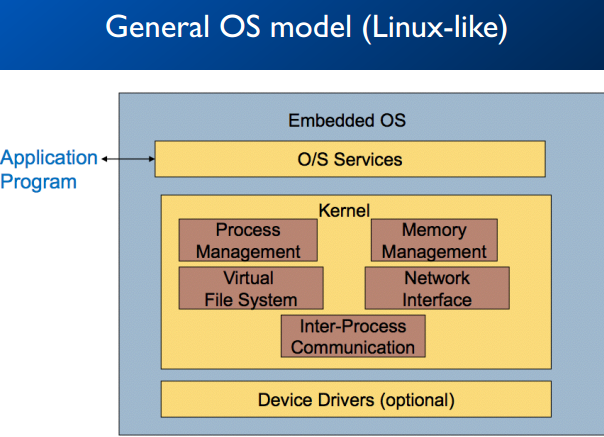 General OS model (Linux-like)
Embedded OS
Application
Program
O/S Services
Kernel
Process
Management
Memory
Management
Virtual
File System
Network
Interface
Inter-Process
Communication
Device Drivers (optional)